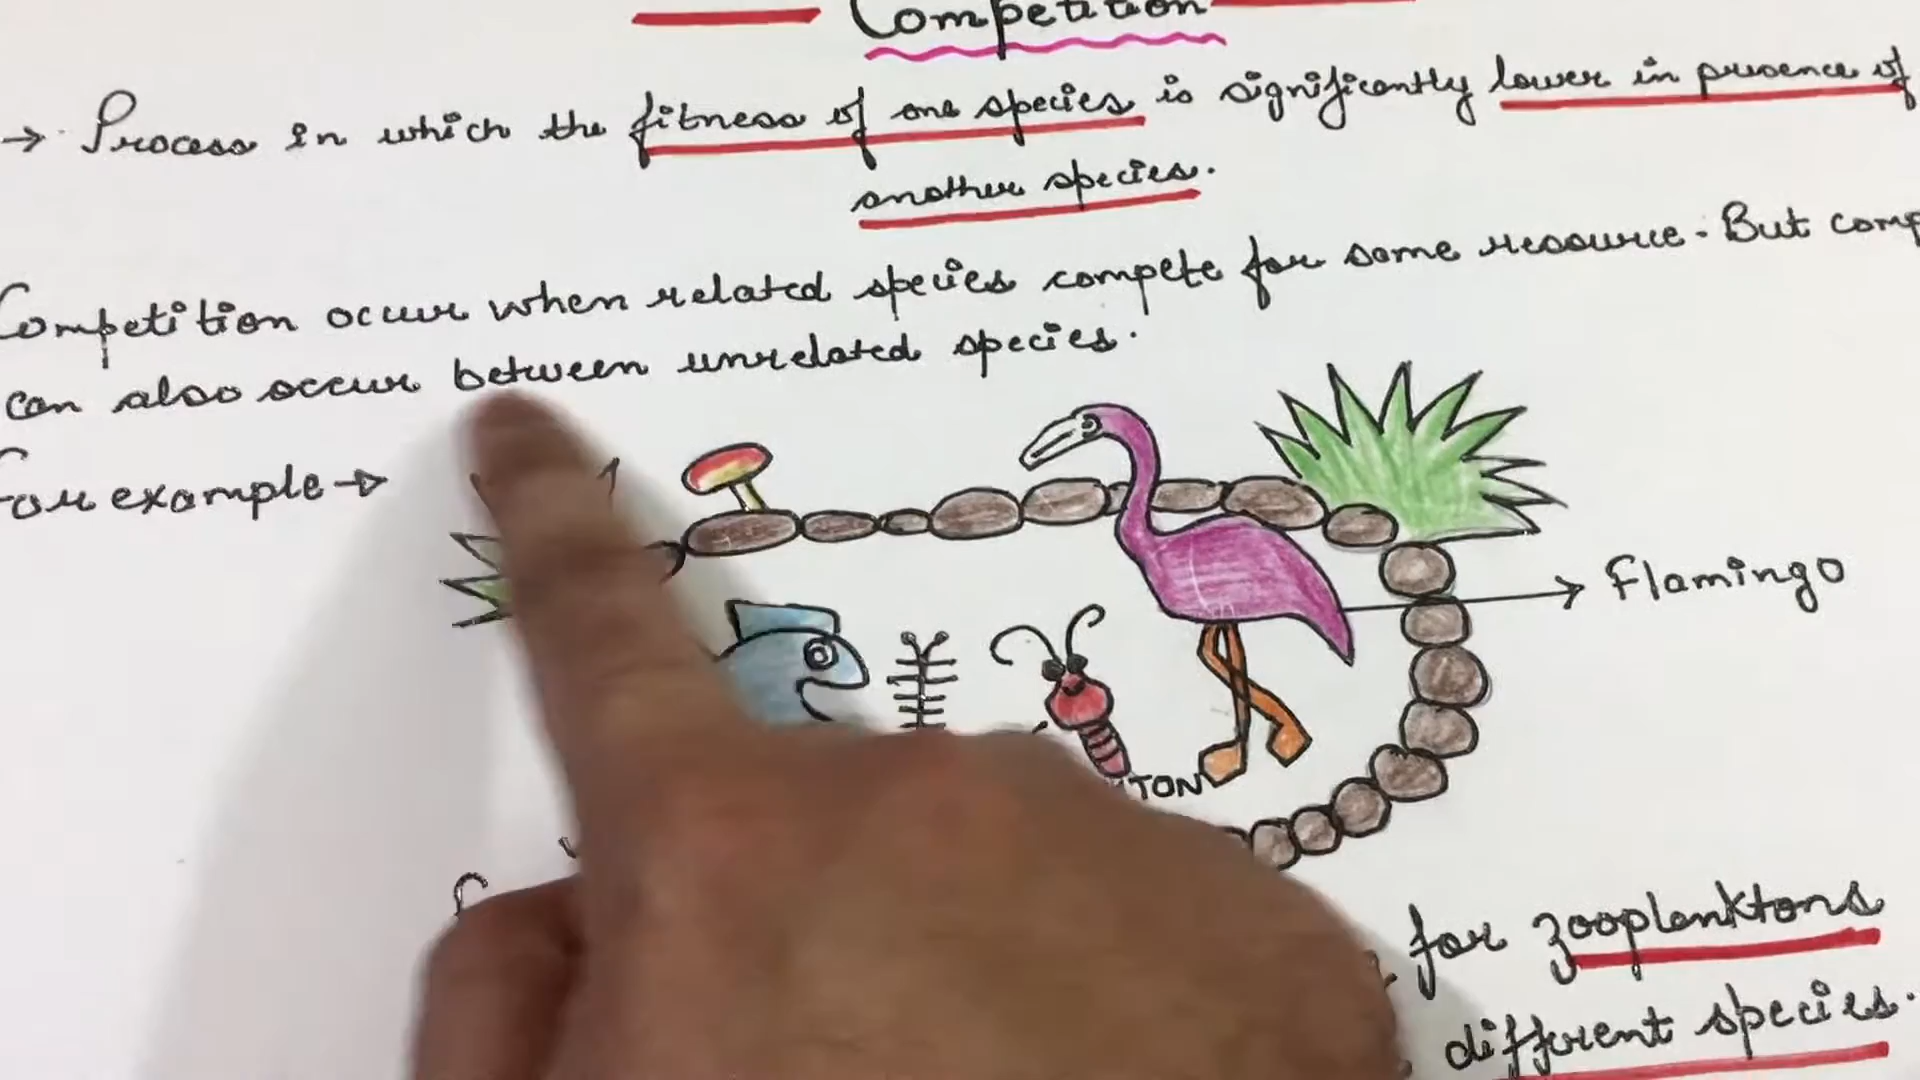 Competition
→ Process in which the fitness of one species is significantly lower in presence of
another species.
Competition occur when related species compete for some resource. But comp
can also occur between unrelated species.
For example →
Flamingo
TON
for zooplanktons
different species.